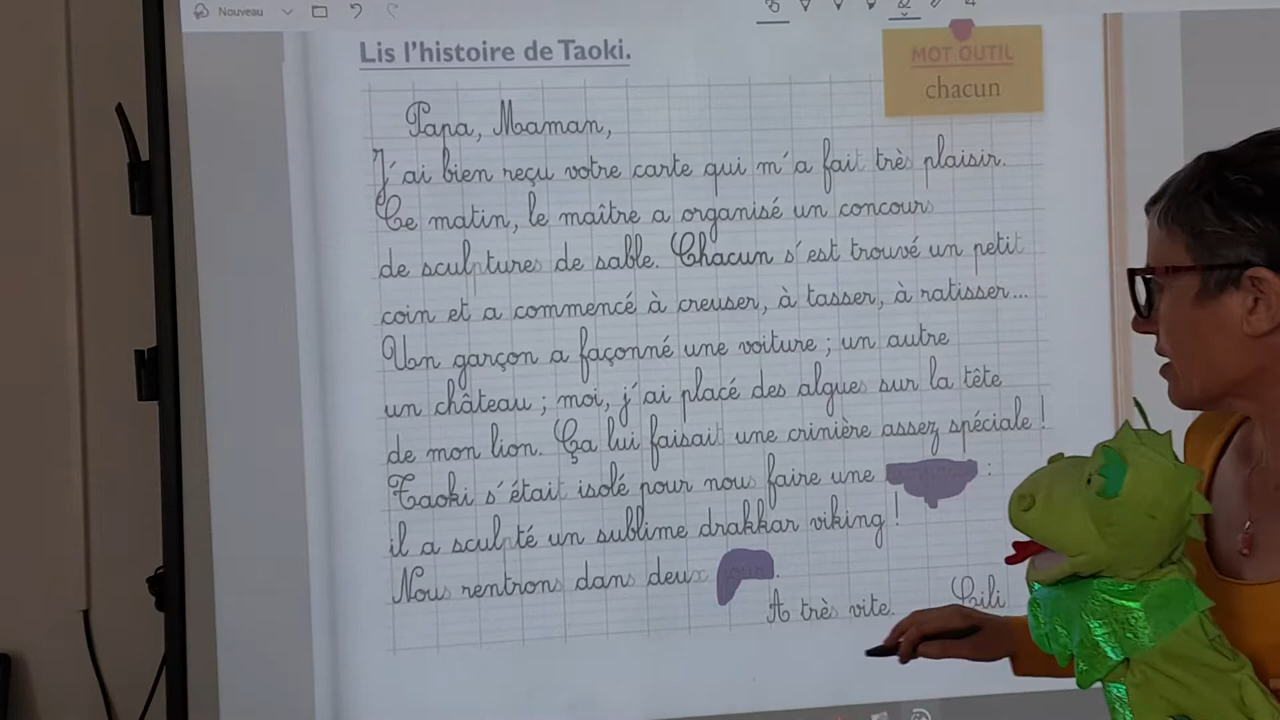 Nouveau
Lis l'histoire de Taoki.
MOT OUTIL
chacun
Papa, Maman,
J'ai bien reçu votre carte qui m'a fait très plaisir.
Ce matin, le maître a organisé un concours
de sculptures de sable. Chacun s'est trouvé un petit
coin et a commencé à creuser, à tasser, à ratisser...
Un garçon a façonné une voiture ; un autre
un château ; moi, j'ai placé des algues sur la tête
de mon lion. Ça lui faisait une crinière assez spéciale !
Taoki s'était isolé pour nous faire une :
il a sculpté un sublime drakkar viking !
Nous rentrons dans deux .
A très vite. Lili